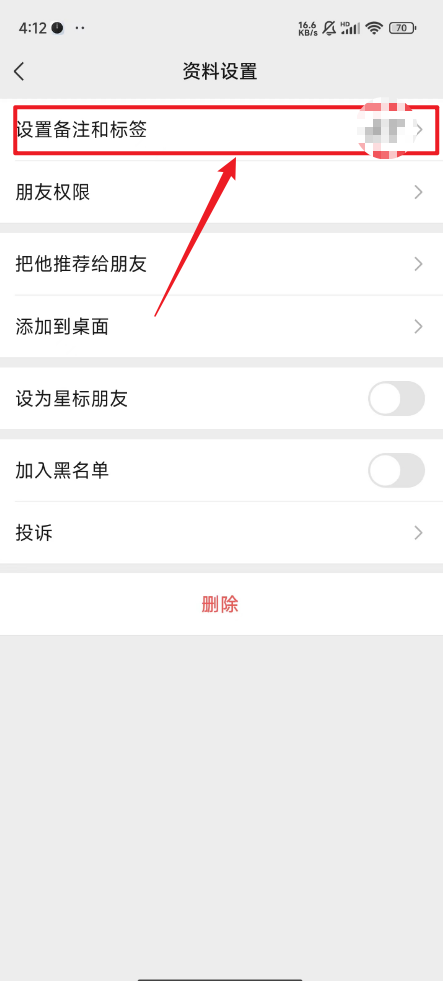 4:12
16.6
KB/s
HD
70
资料设置
设置备注和标签
朋友权限
把他推荐给朋友
添加到桌面
设为星标朋友
加入黑名单
投诉
删除